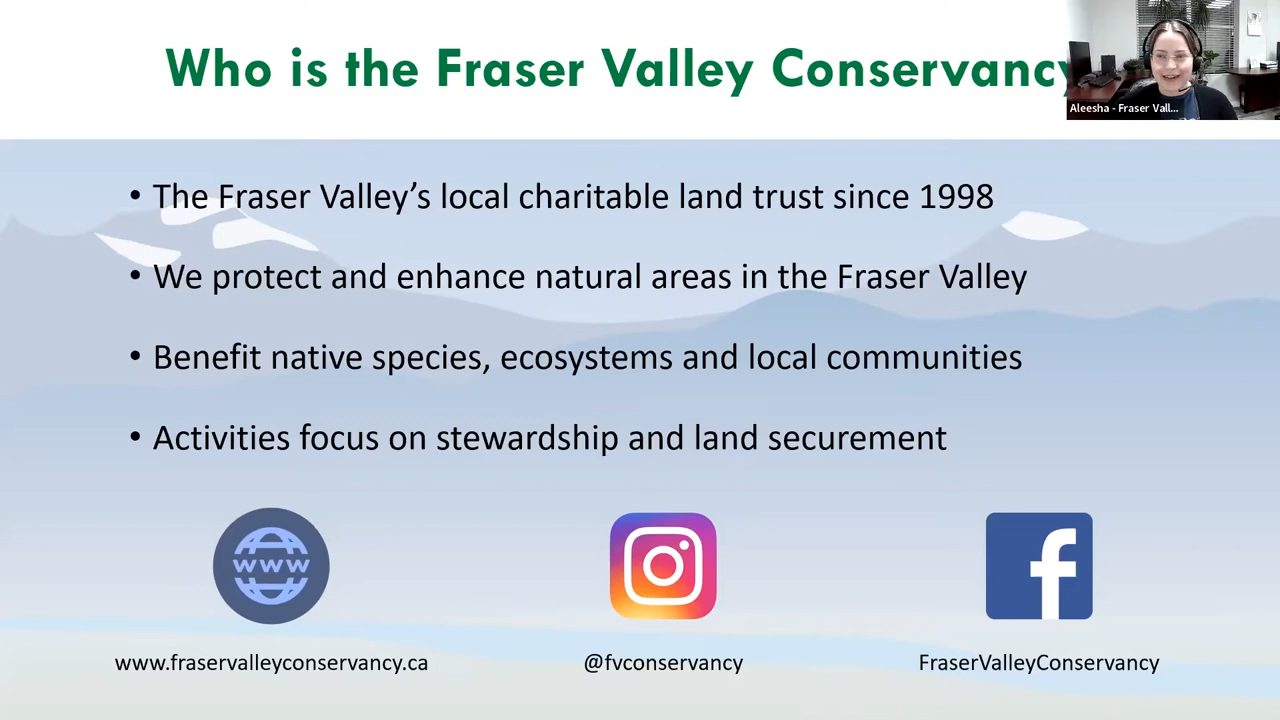 Who is the Fraser Valley Conservancy
Aleesha - Fraser Vall...
• The Fraser Valley’s local charitable land trust since 1998
• We protect and enhance natural areas in the Fraser Valley
• Benefit native species, ecosystems and local communities
• Activities focus on stewardship and land securement
www
www.fraservalleyconservancy.ca
@fvconservancy
FraserValleyConservancy